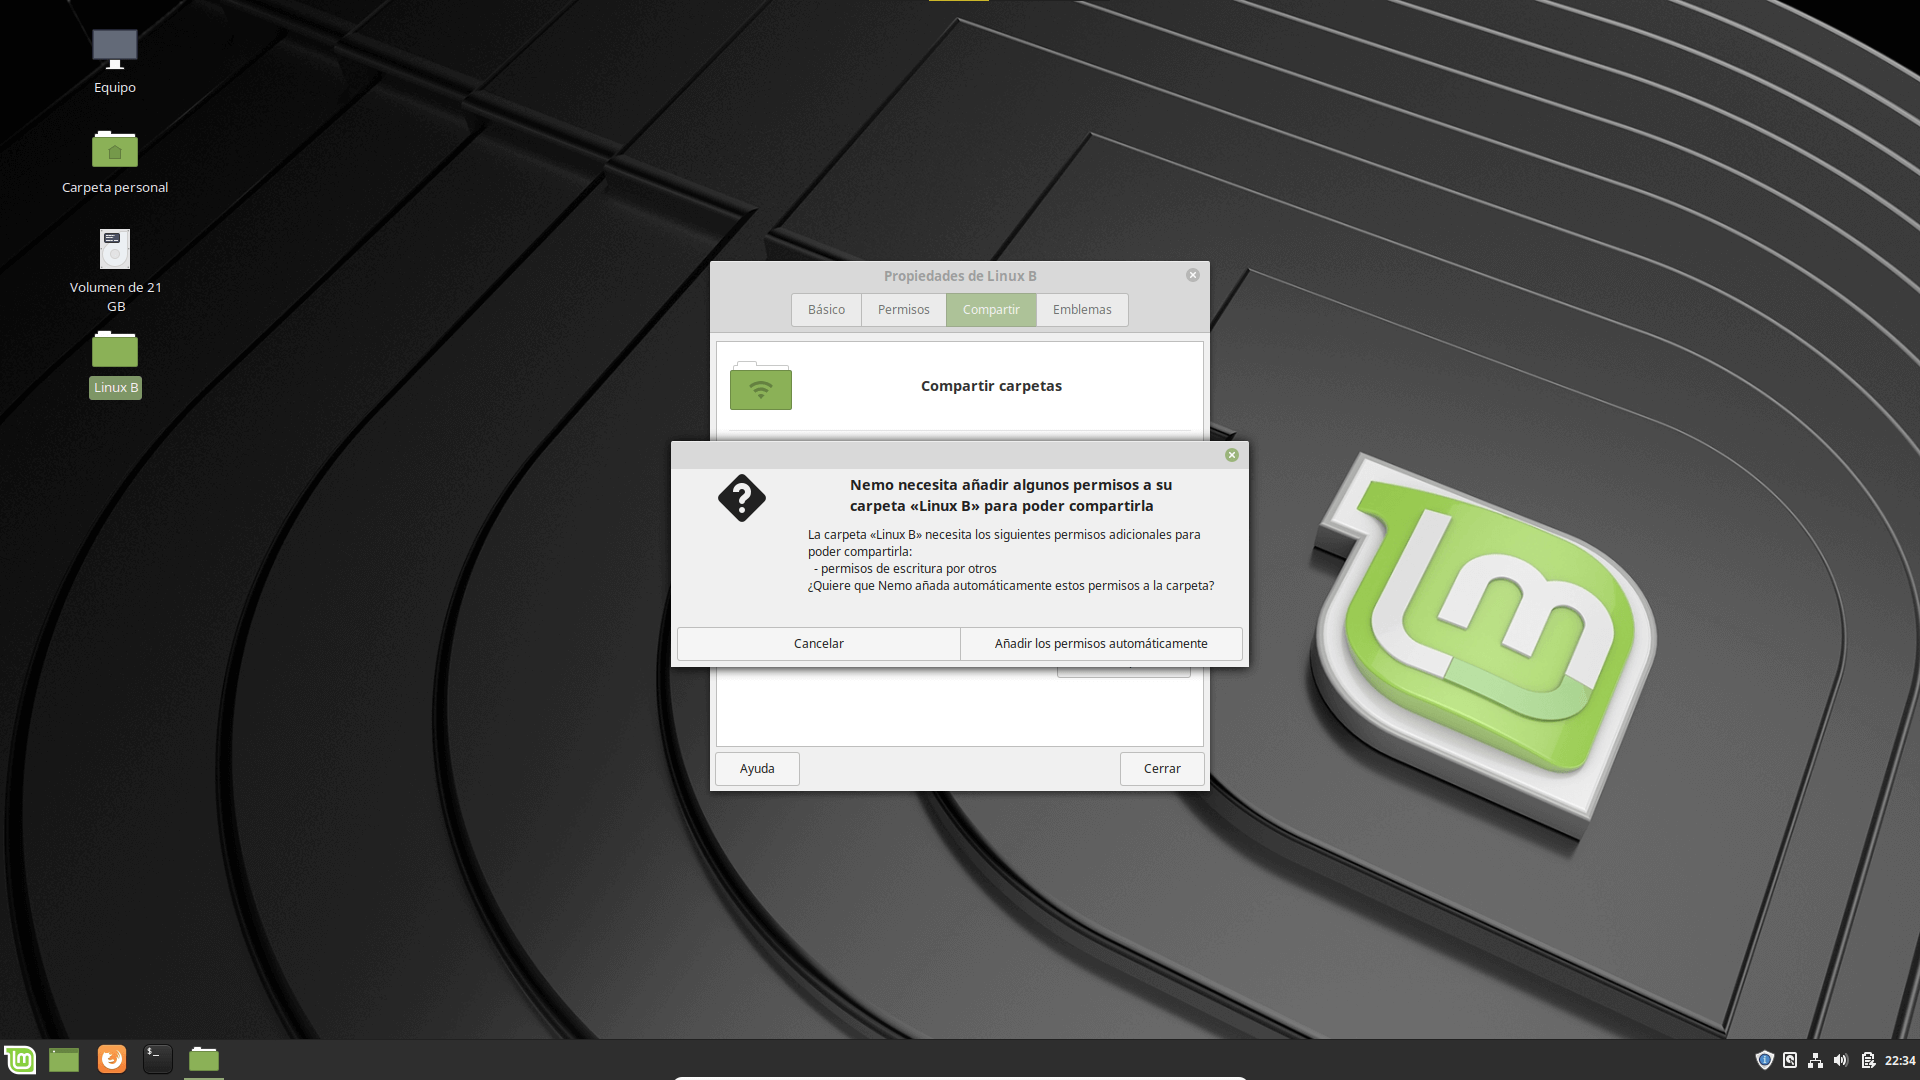 Equipo
Carpeta personal
Volumen de 21
GB
Linux B
Propiedades de Linux B
Básico
Permisos
Compartir
Emblemas
Compartir carpetas
Nemo necesita añadir algunos permisos a su
carpeta «Linux B» para poder compartirla
La carpeta «Linux B» necesita los siguientes permisos adicionales para
poder compartirla:
- permisos de escritura por otros
¿Quiere que Nemo añada automáticamente estos permisos a la carpeta?
Cancelar
Añadir los permisos automáticamente
Ayuda
Cerrar
lm
$_
22:34